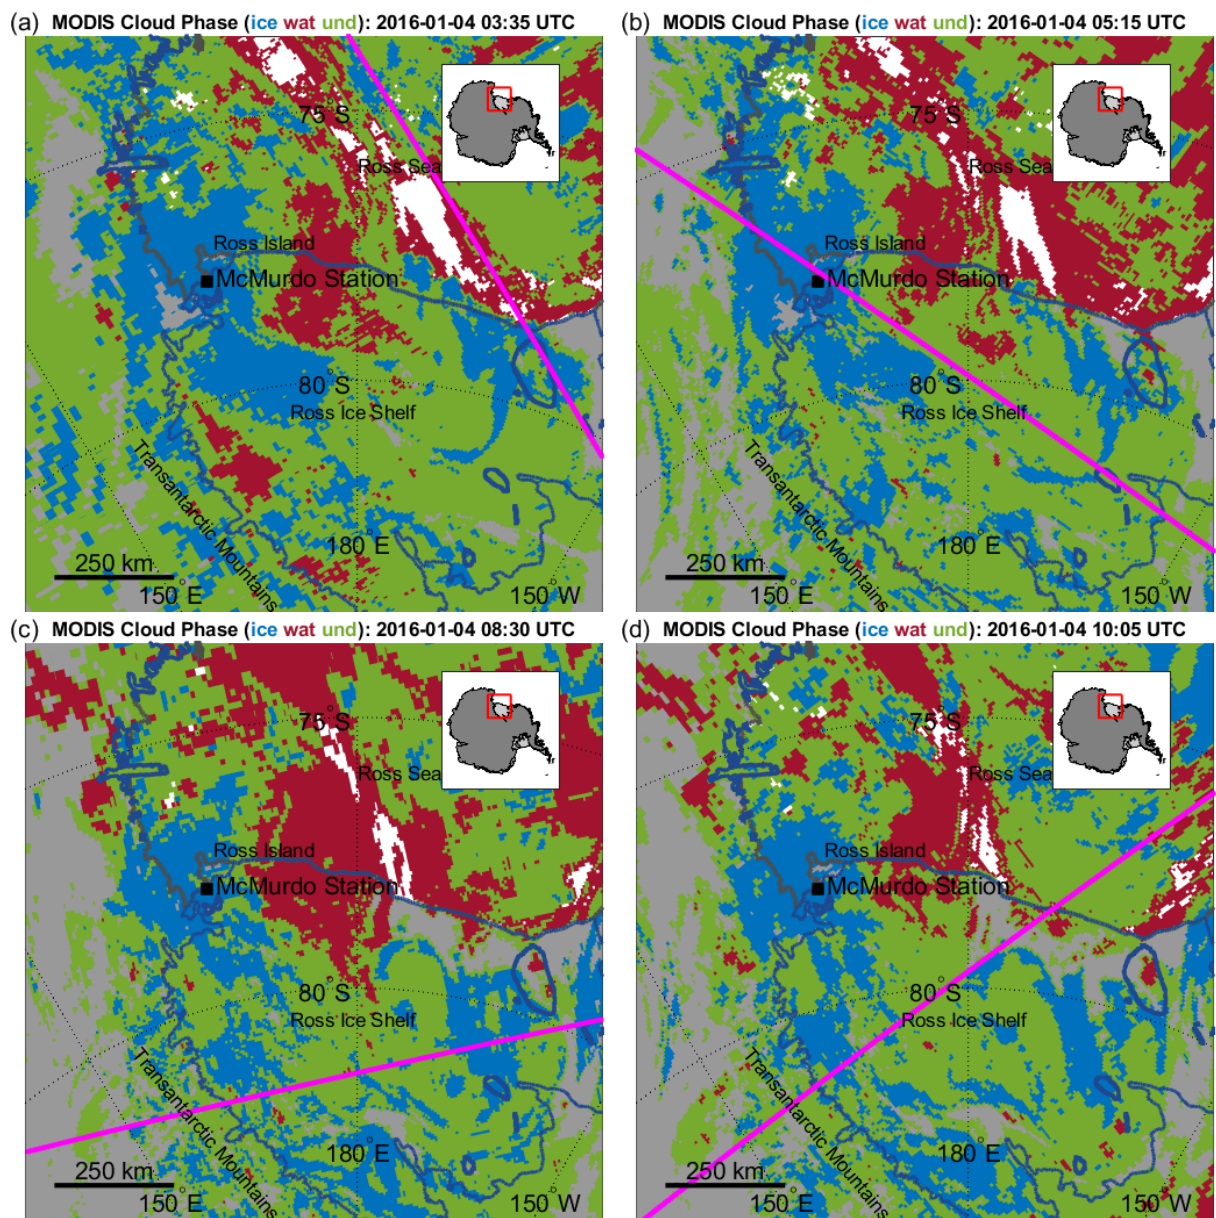 (a) MODIS Cloud Phase (ice wat und): 2016-01-04 03:35 UTC
75°S
Ross Sea
Ross Island
McMurdo Station
80°S
Ross Ice Shelf
Transantarctic Mountains
180°E
250 km
150°E
150°W
(b) MODIS Cloud Phase (ice wat und): 2016-01-04 05:15 UTC
75°S
Ross Sea
Ross Island
McMurdo Station
80°S
Ross Ice Shelf
Transantarctic Mountains
180°E
250 km
150°E
150°W
(c) MODIS Cloud Phase (ice wat und): 2016-01-04 08:30 UTC
75°S
Ross Sea
Ross Island
McMurdo Station
80°S
Ross Ice Shelf
Transantarctic Mountains
180°E
250 km
150°E
150°W
(d) MODIS Cloud Phase (ice wat und): 2016-01-04 10:05 UTC
75°S
Ross Sea
Ross Island
McMurdo Station
80°S
Ross Ice Shelf
Transantarctic Mountains
180°E
250 km
150°E
150°W